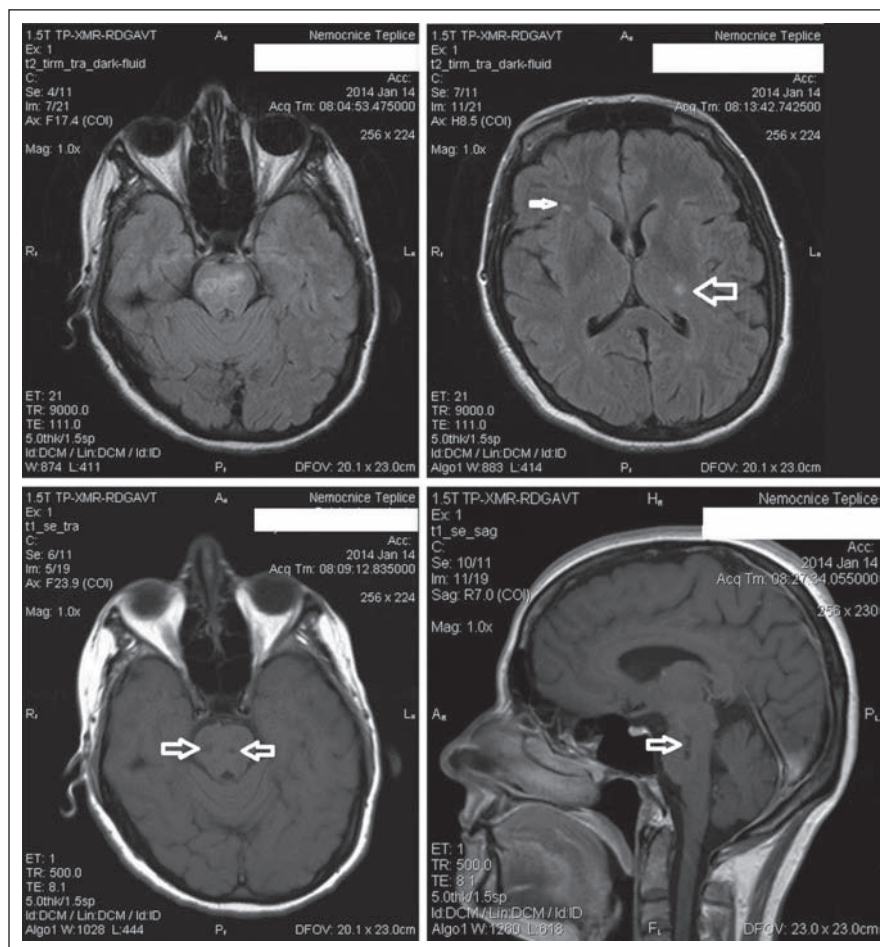 1.5T TP-XMR-RDGAVT
Ex: 1
t2_tirm_tra_dark-fluid
C:
Se: 4/11
Im: 7/21
Ax: F17.4 (COI)
Mag: 1.0x
A
Nemocnice Teplice
Acc:
2014 Jan 14
Acq Tm: 08:04:53.475000
256 x 224
R
L
ET: 21
TR: 9000.0
TE: 111.0
5.0thk/1.5sp
Id:DCM / Lin:DCM / Id:ID
W:874 L:411
P
DFOV: 20.1 x 23.0cm
1.5T TP-XMR-RDGAVT
Ex: 1
t2_tirm_tra_dark-fluid
C:
Se: 7/11
Im: 11/21
Ax: H8.5 (COI)
Mag: 1.0x
A
Nemocnice Teplice
Acc:
2014 Jan 14
Acq Tm: 08:13:42.742500
256 x 224
R
L
ET: 21
TR: 9000.0
TE: 111.0
5.0thk/1.5sp
Id:DCM / Lin:DCM / Id:ID
Algo1 W:883 L:414
P
DFOV: 20.1 x 23.0cm
1.5T TP-XMR-RDGAVT
Ex: 1
t1_se_tra
C:
Se: 6/11
Im: 5/19
Ax: F23.9 (COI)
Mag: 1.0x
A
Nemocnice Teplice
Acc:
2014 Jan 14
Acq Tm: 08:09:12.835000
256 x 224
R
L
ET: 1
TR: 500.0
TE: 8.1
5.0thk/1.5sp
Id:DCM / Lin:DCM / Id:ID
Algo1 W:1028 L:444
P
DFOV: 20.1 x 23.0cm
1.5T TP-XMR-RDGAVT
Ex: 1
t1_se_sag
C:
Se: 10/11
Im: 11/19
Sag: R7.0 (COI)
Mag: 1.0x
H
Nemocnice Teplice
Acc:
2014 Jan 14
Acq Tm: 08:27:34.055000
256 x 230
A
P
ET: 1
TR: 500.0
TE: 8.1
5.0thk/1.5sp
Id:DCM / Lin:DCM / Id:ID
Algo1 W:1260 L:618
F
DFOV: 23.0 x 23.0cm